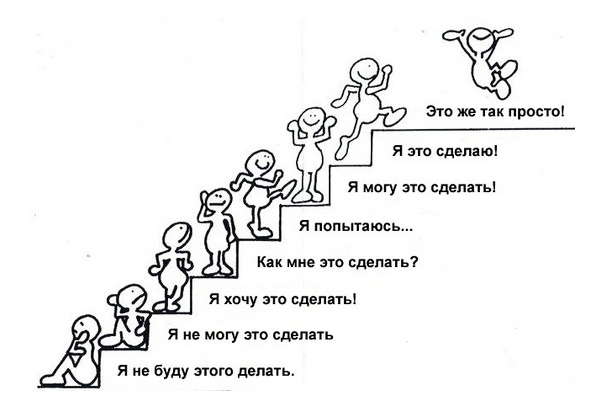 Это же так просто!
Я это сделаю!
Я могу это сделать!
Я попытаюсь...
Как мне это сделать?
Я хочу это сделать!
Я не могу это сделать
Я не буду этого делать.